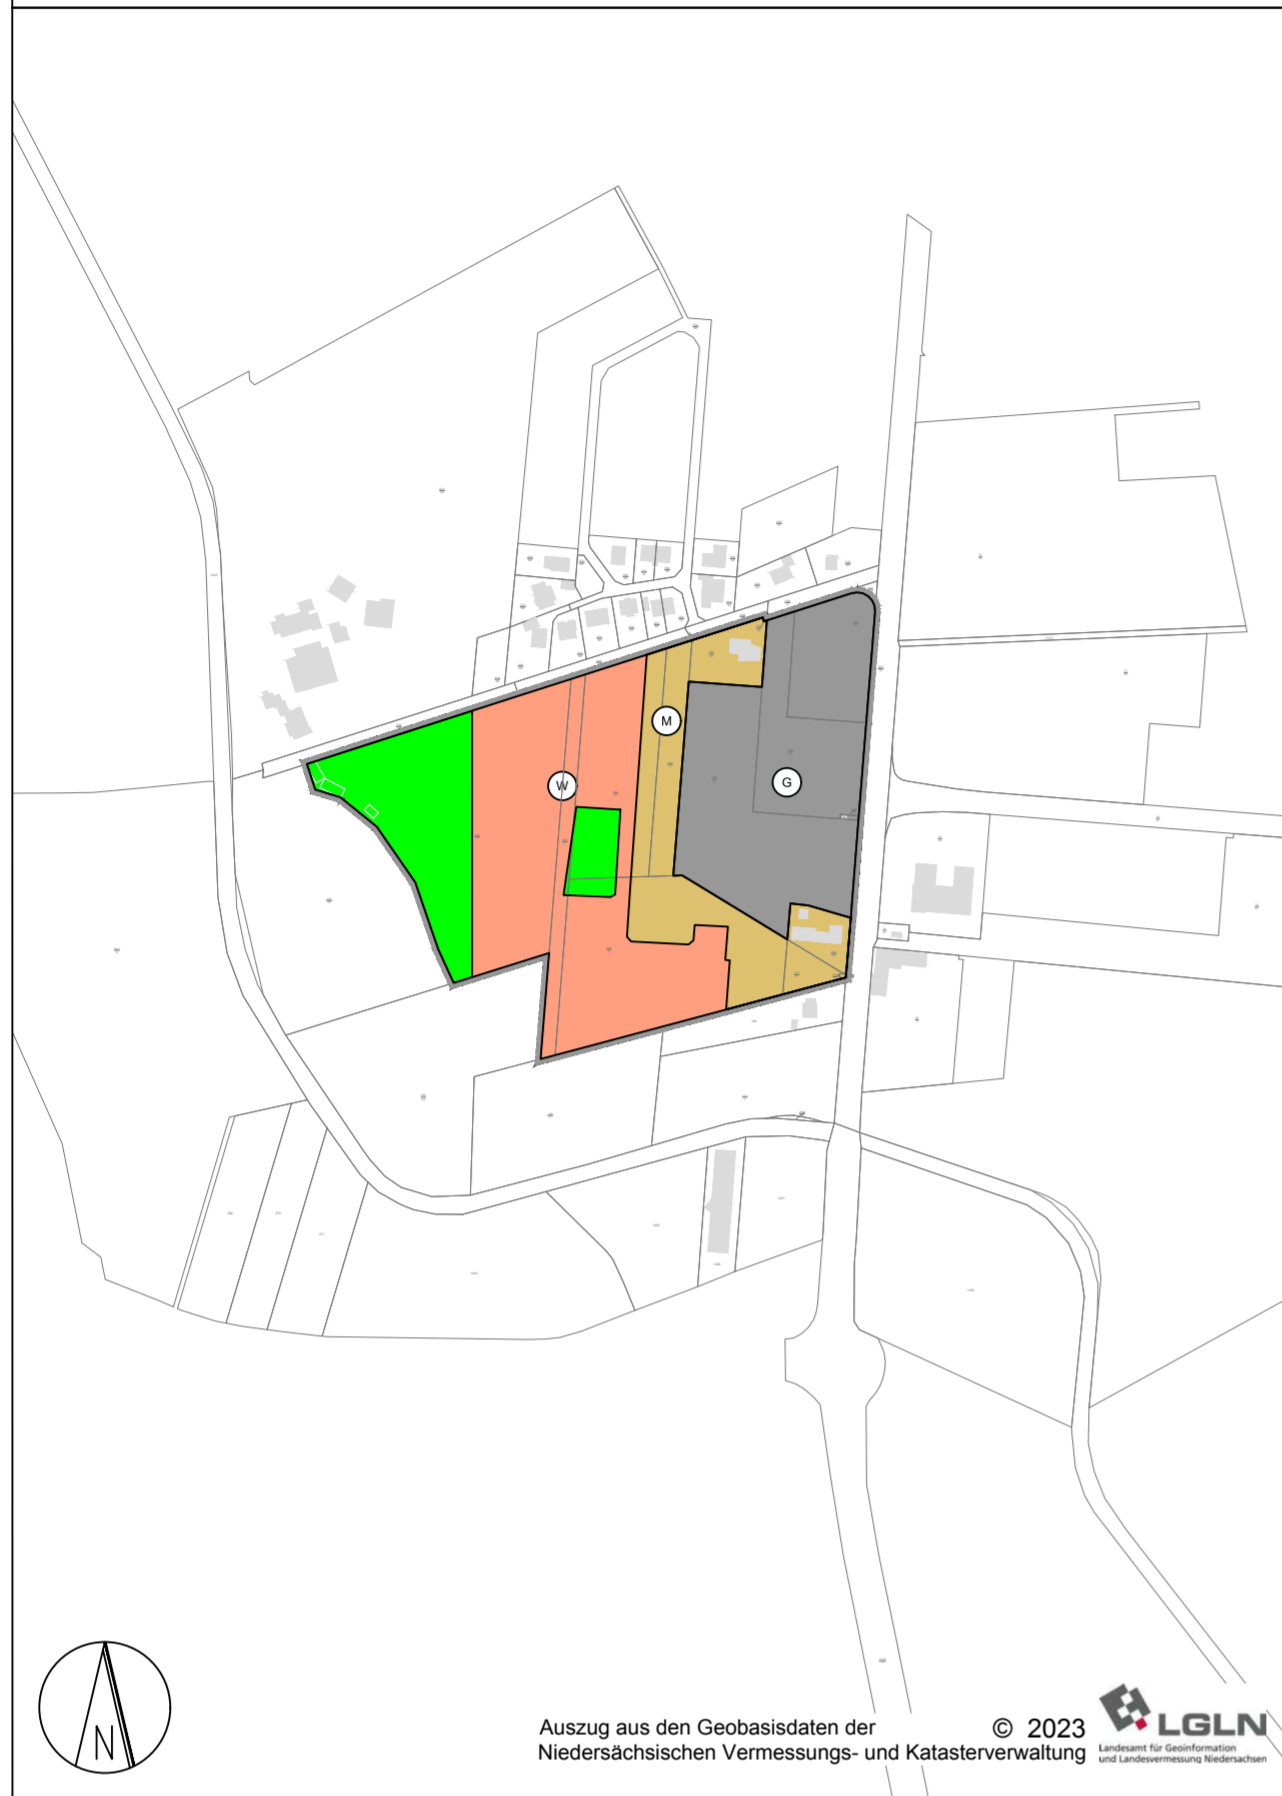 M
W
G
N
Auszug aus den Geobasisdaten der
Niedersächsischen Vermessungs- und Katasterverwaltung
© 2023
LGLN
Landesamt für Geoinformation
und Landesvermessung Niedersachsen